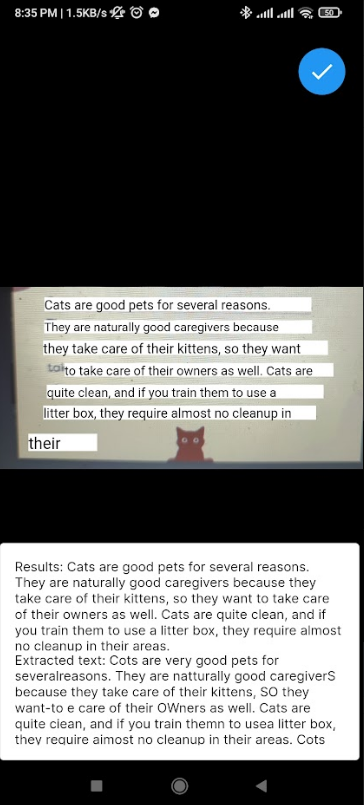 8:35 PM | 1.5KB/s
50
Cats are good pets for several reasons.
They are naturally good caregivers because
they take care of their kittens, so they want
to take care of their owners as well. Cats are
quite clean, and if you train them to use a
litter box, they require almost no cleanup in
their
Results: Cats are good pets for several reasons.
They are naturally good caregivers because they
take care of their kittens, so they want to take care
of their owners as well. Cats are quite clean, and if
you train them to use a litter box, they require almost
no cleanup in their areas.
Extracted text: Cots are very good pets for
severalreasons. They are natturally good caregiverS
because they take care of their kittens, SO they
want-to e care of their OWners as well. Cats are
quite ciean, and if you train themn to usea litter box,
they require aimost no cleanup in their areas. Cots